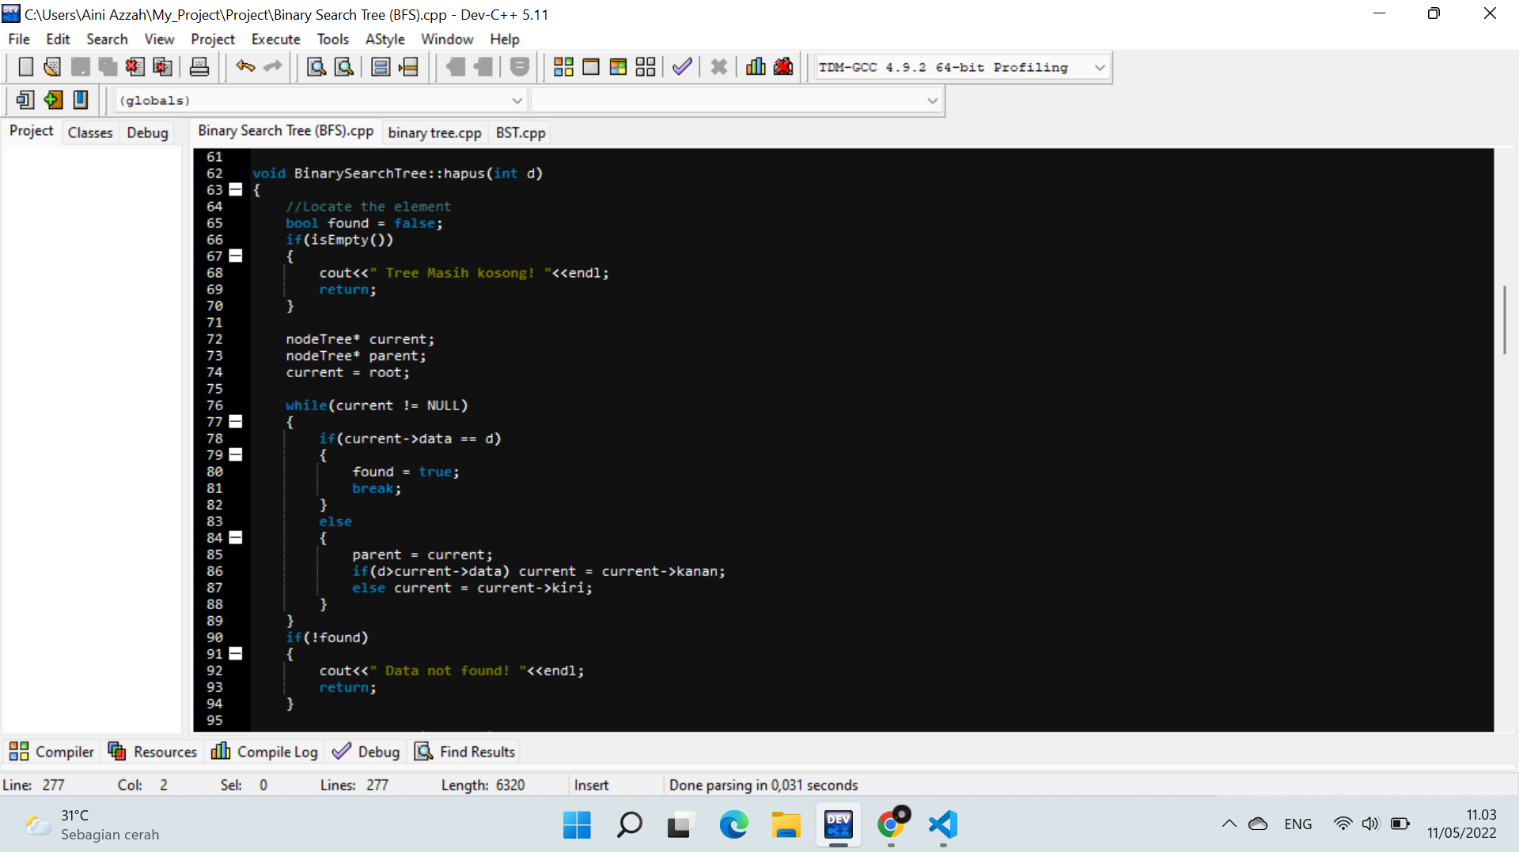 C:\Users\Aini Azzah\My_Project\Project\Binary Search Tree (BFS).cpp - Dev-C++ 5.11
File Edit Search View Project Execute Tools AStyle Window Help
TDM-GCC 4.9.2 64-bit Profiling
(globals)
Project Classes Debug
Binary Search Tree (BFS).cpp binary tree.cpp BST.cpp
61
62 void BinarySearchTree::hapus(int d)
63 {
64 //Locate the element
65 bool found = false;
66 if(isEmpty())
67 {
68 cout<<" Tree Masih kosong! "<<endl;
69 return;
70 }
71
72 nodeTree* current;
73 nodeTree* parent;
74 current = root;
75
76 while(current != NULL)
77 {
78 if(current->data == d)
79 {
80 found = true;
81 break;
82 }
83 else
84 {
85 parent = current;
86 if(d>current->data) current = current->kanan;
87 else current = current->kiri;
88 }
89 }
90 if(!found)
91 {
92 cout<<" Data not found! "<<endl;
93 return;
94 }
95
Compiler Resources Compile Log Debug Find Results
Line: 277 Col: 2 Sel: 0 Lines: 277 Length: 6320 Insert Done parsing in 0,031 seconds
31°C
Sebagian cerah
DEV
C++
ENG
11.03
11/05/2022